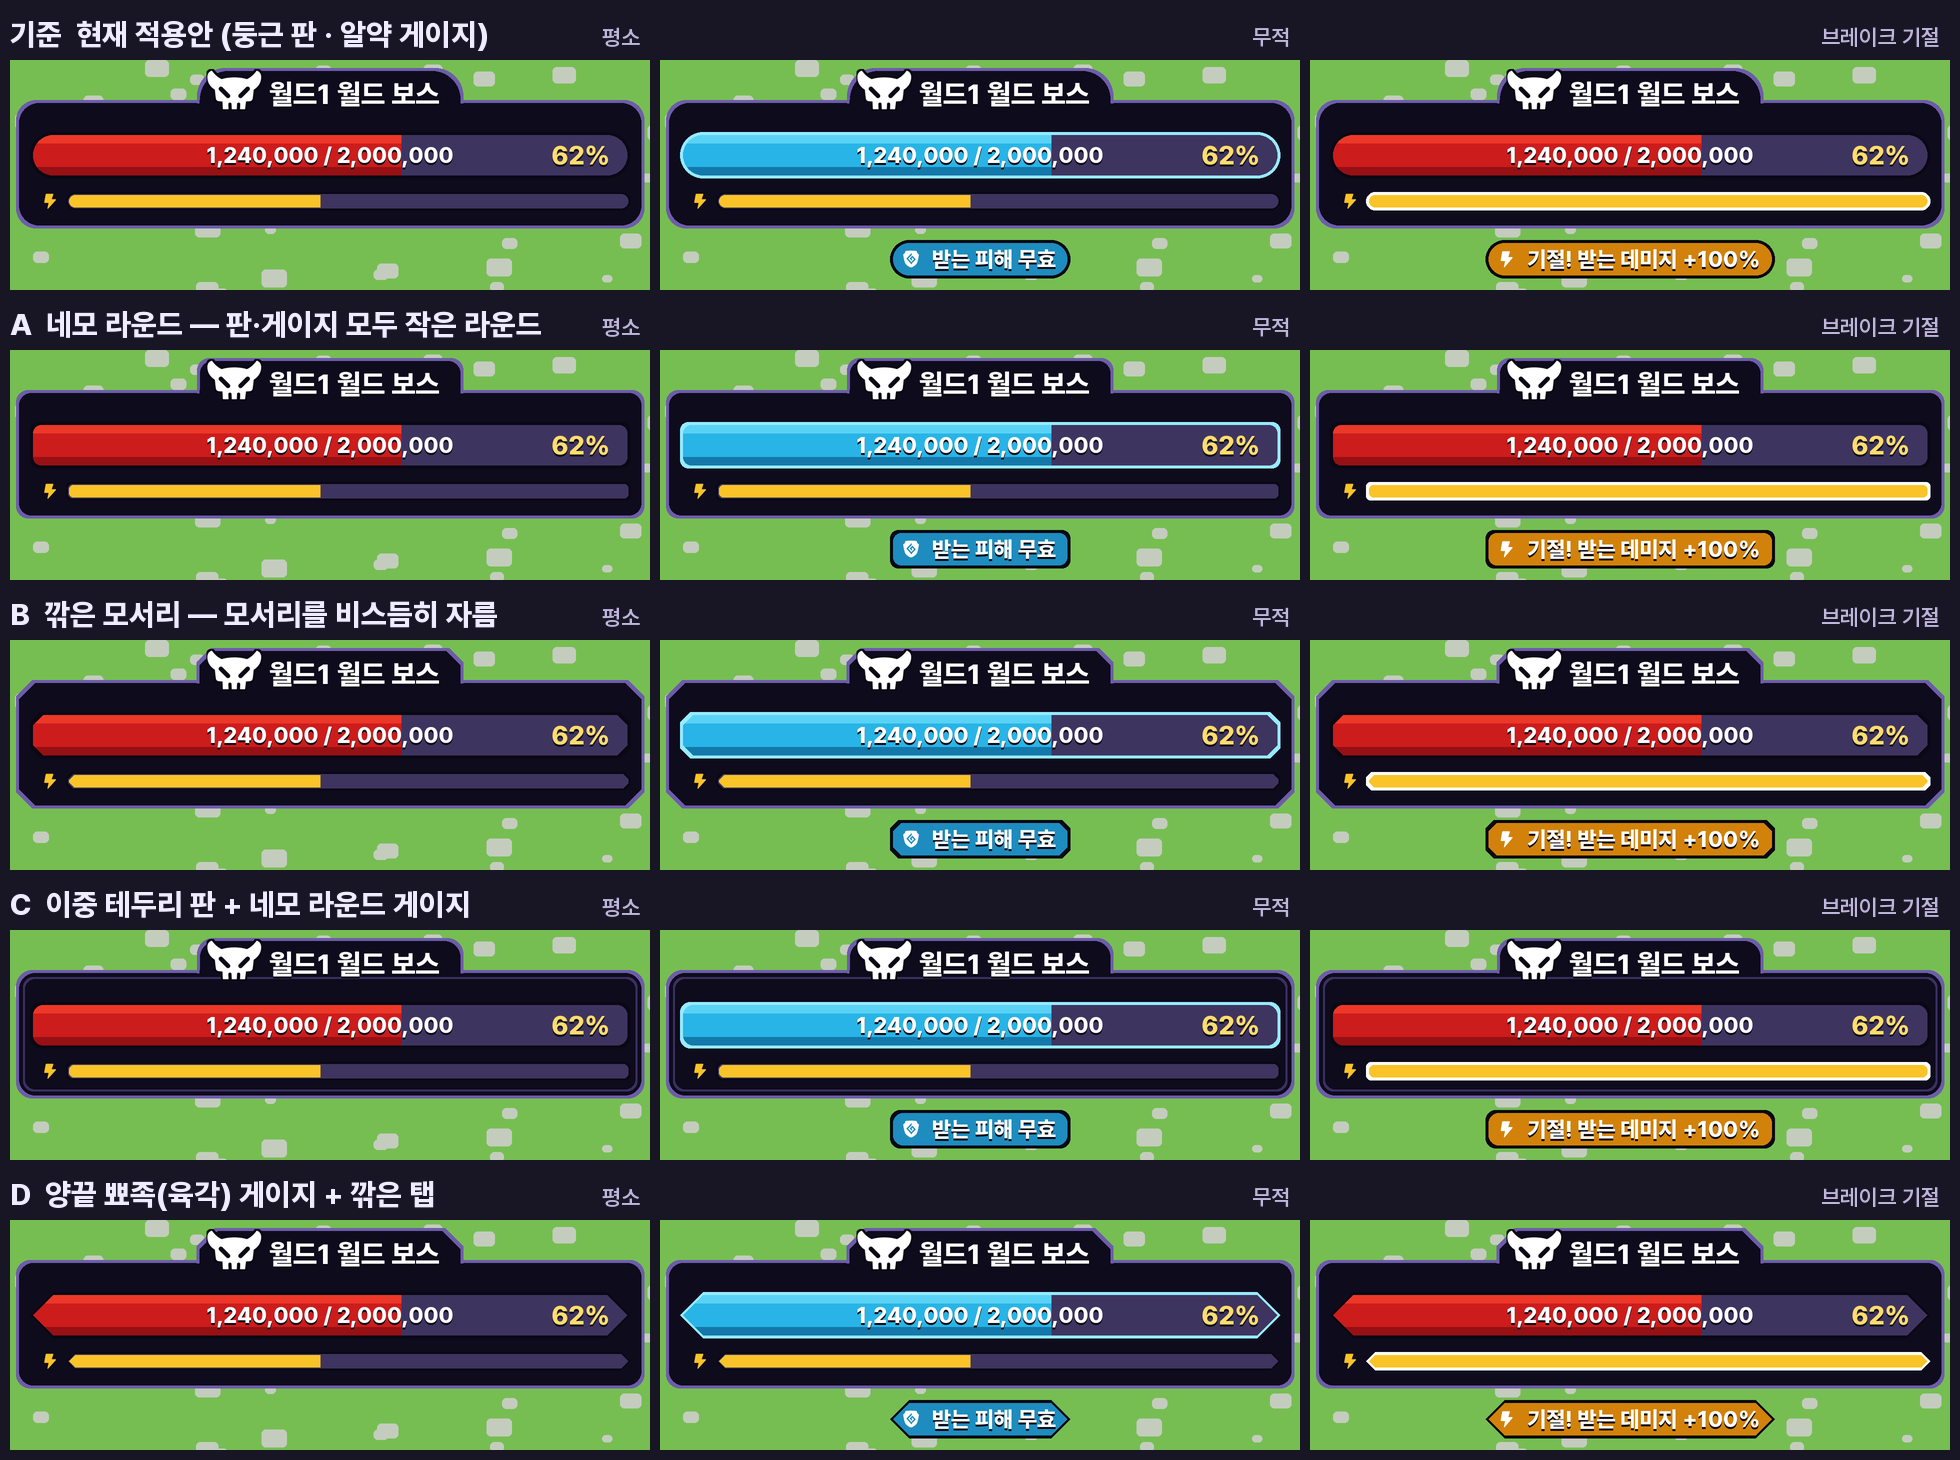 기준 현재 적용안 (둥근 판 · 알약 게이지) 평소 무적 브레이크 기절
월드1 월드 보스 월드1 월드 보스 월드1 월드 보스
1,240,000 / 2,000,000 62% 1,240,000 / 2,000,000 62% 1,240,000 / 2,000,000 62%
받는 피해 무효 기절! 받는 데미지 +100%
A 네모 라운드 — 판·게이지 모두 작은 라운드 평소 무적 브레이크 기절
월드1 월드 보스 월드1 월드 보스 월드1 월드 보스
1,240,000 / 2,000,000 62% 1,240,000 / 2,000,000 62% 1,240,000 / 2,000,000 62%
받는 피해 무효 기절! 받는 데미지 +100%
B 깎은 모서리 — 모서리를 비스듬히 자름 평소 무적 브레이크 기절
월드1 월드 보스 월드1 월드 보스 월드1 월드 보스
1,240,000 / 2,000,000 62% 1,240,000 / 2,000,000 62% 1,240,000 / 2,000,000 62%
받는 피해 무효 기절! 받는 데미지 +100%
C 이중 테두리 판 + 네모 라운드 게이지 평소 무적 브레이크 기절
월드1 월드 보스 월드1 월드 보스 월드1 월드 보스
1,240,000 / 2,000,000 62% 1,240,000 / 2,000,000 62% 1,240,000 / 2,000,000 62%
받는 피해 무효 기절! 받는 데미지 +100%
D 양끝 뾰족(육각) 게이지 + 깎은 탭 평소 무적 브레이크 기절
월드1 월드 보스 월드1 월드 보스 월드1 월드 보스
1,240,000 / 2,000,000 62% 1,240,000 / 2,000,000 62% 1,240,000 / 2,000,000 62%
받는 피해 무효 기절! 받는 데미지 +100%